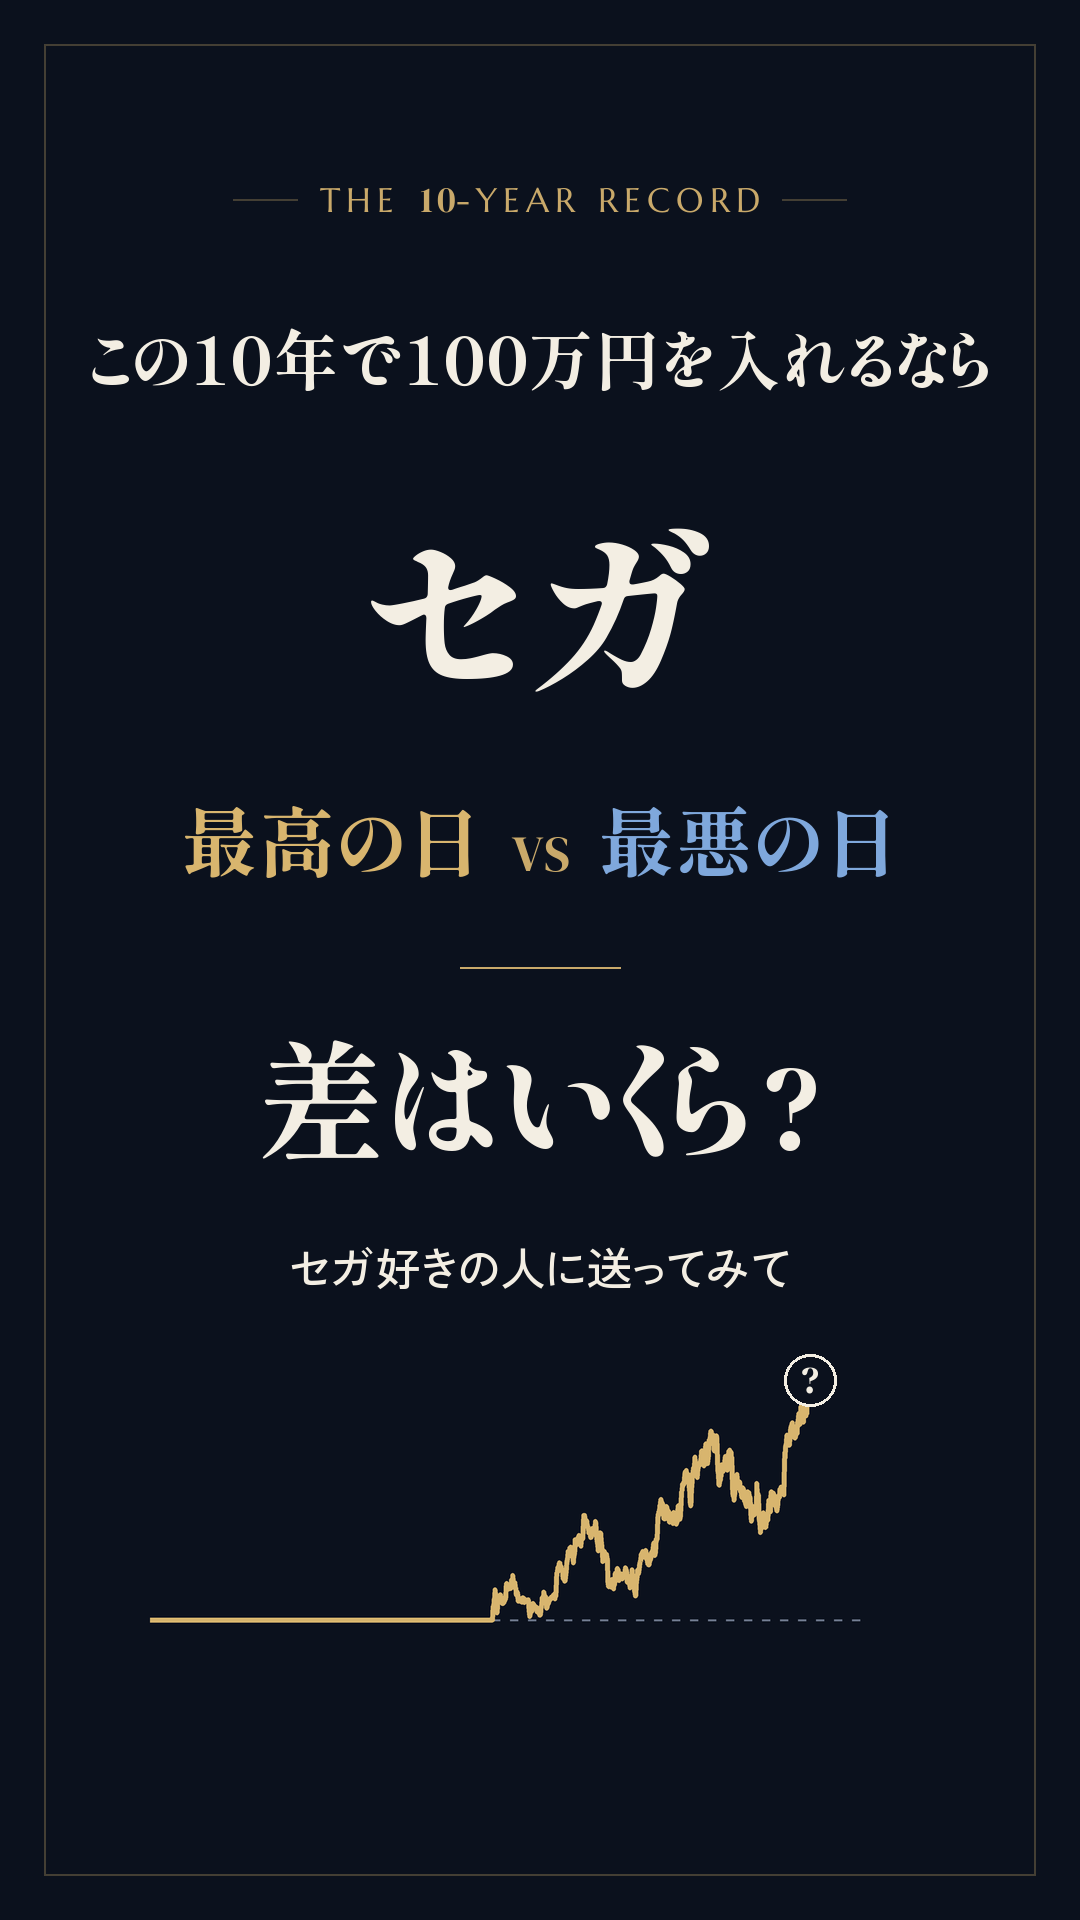 THE 10-YEAR RECORD
この10年で100万円を入れるなら
セガ
最高の日 vs 最悪の日
差はいくら?
セガ好きの人に送ってみて
?